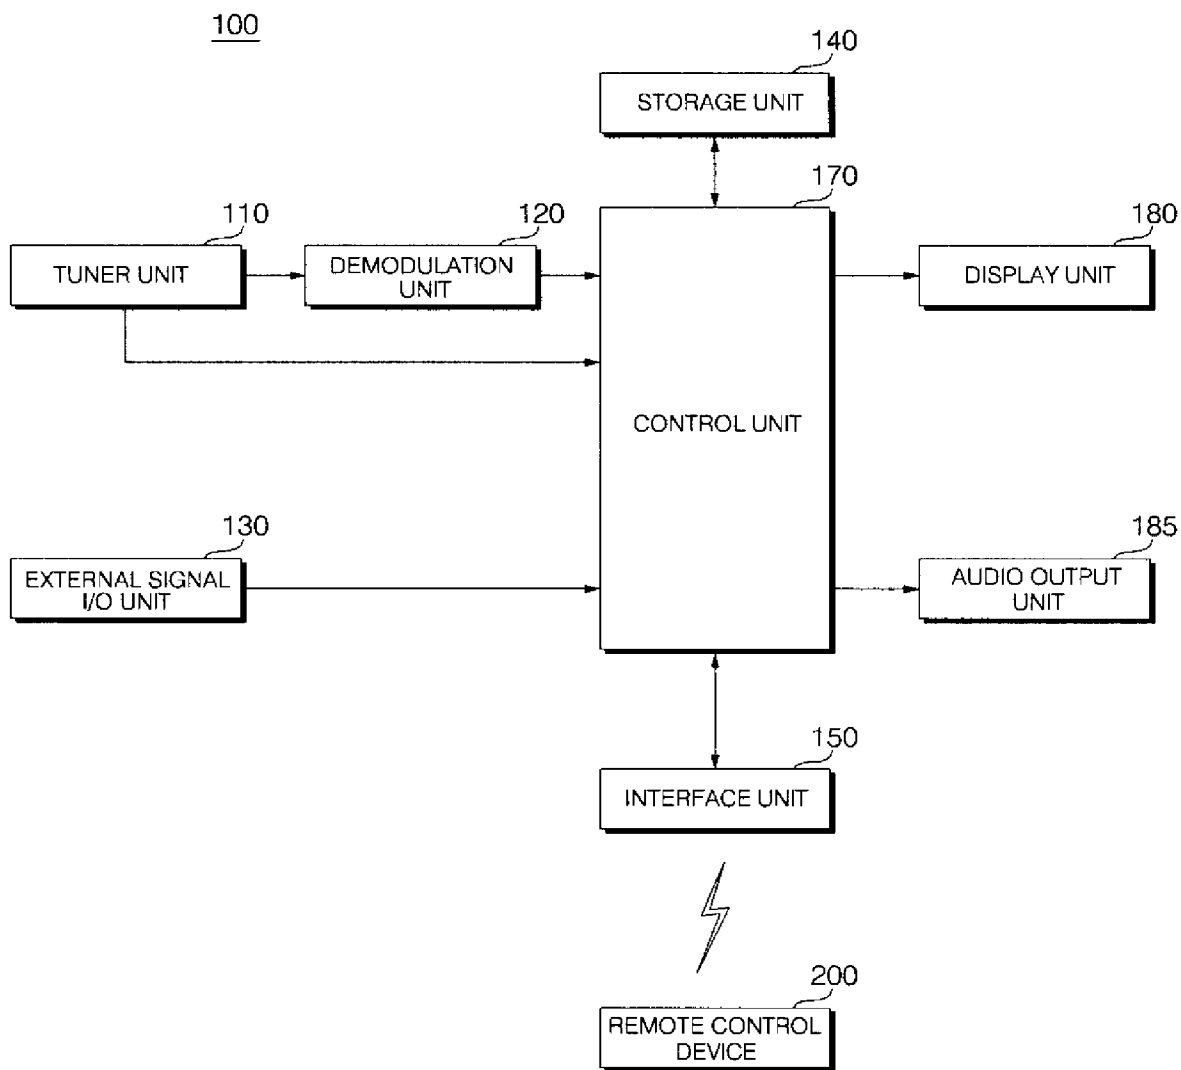 100
140
STORAGE UNIT
170
110
120
180
TUNER UNIT
DEMODULATION
UNIT
DISPLAY UNIT
CONTROL UNIT
130
185
EXTERNAL SIGNAL
I/O UNIT
AUDIO OUTPUT
UNIT
150
INTERFACE UNIT
200
REMOTE CONTROL
DEVICE